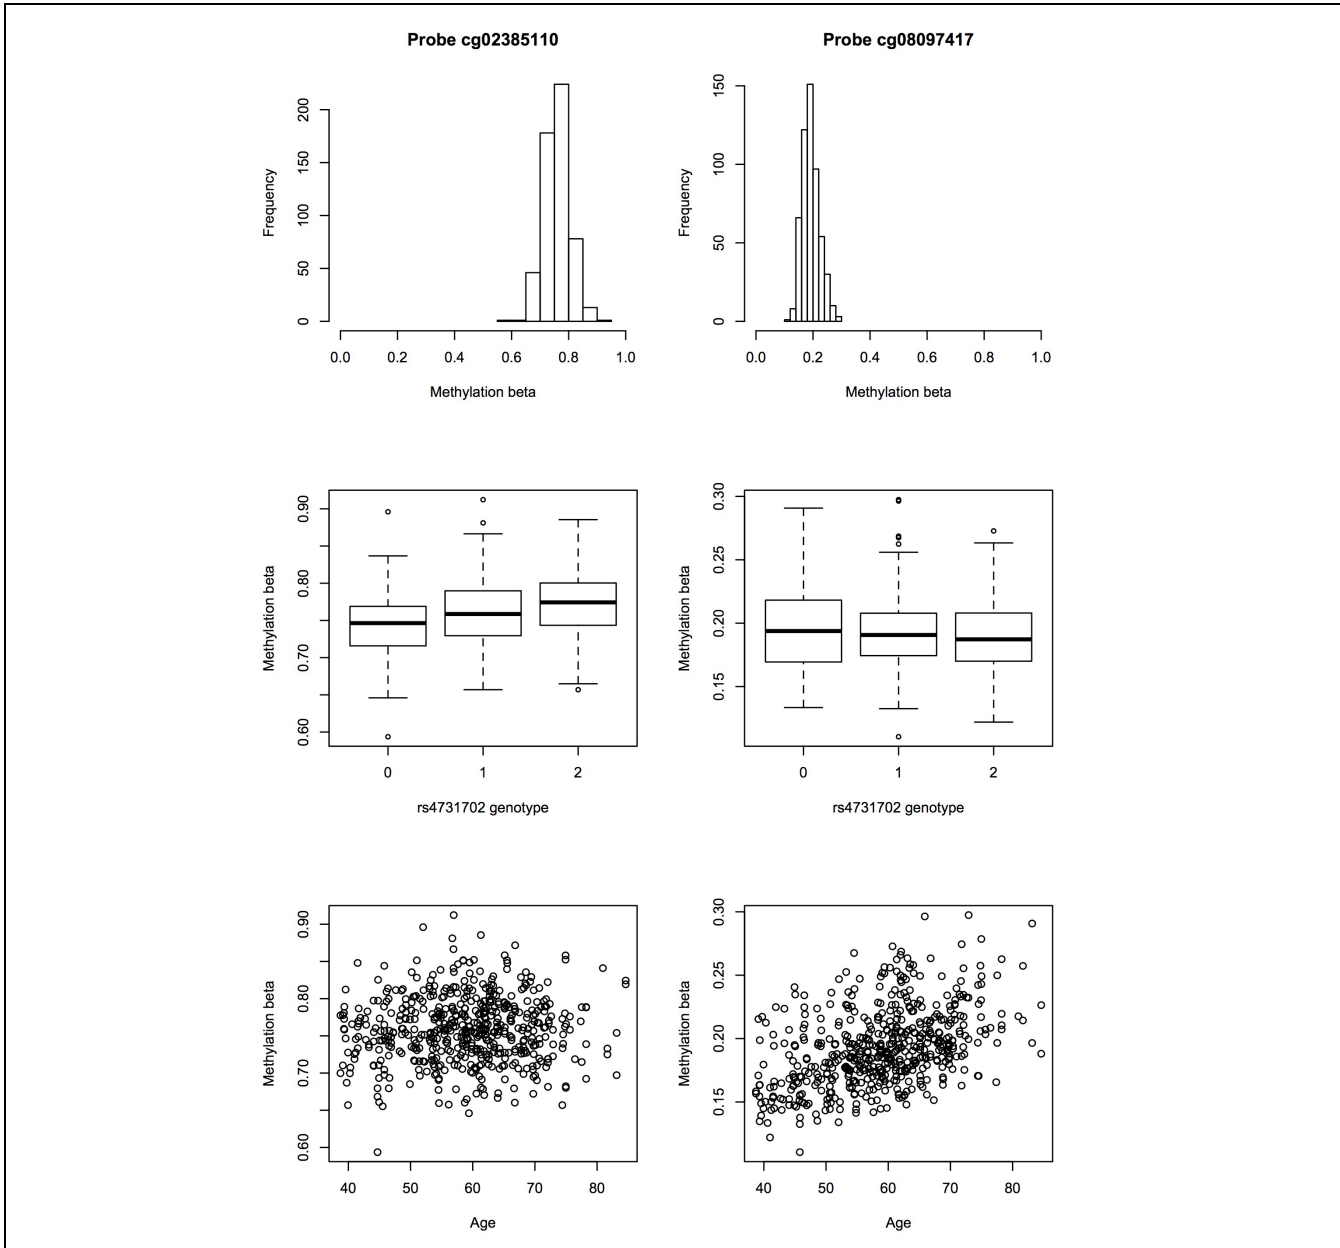 Probe cg02385110
Probe cg08097417
Frequency
0 50 100 150 200
0.0 0.2 0.4 0.6 0.8 1.0
Methylation beta
Frequency
0 50 100 150
0.0 0.2 0.4 0.6 0.8 1.0
Methylation beta
Methylation beta
0.60 0.70 0.80 0.90
0 1 2
rs4731702 genotype
Methylation beta
0.15 0.20 0.25 0.30
0 1 2
rs4731702 genotype
Methylation beta
0.60 0.70 0.80 0.90
40 50 60 70 80
Age
Methylation beta
0.15 0.20 0.25 0.30
40 50 60 70 80
Age